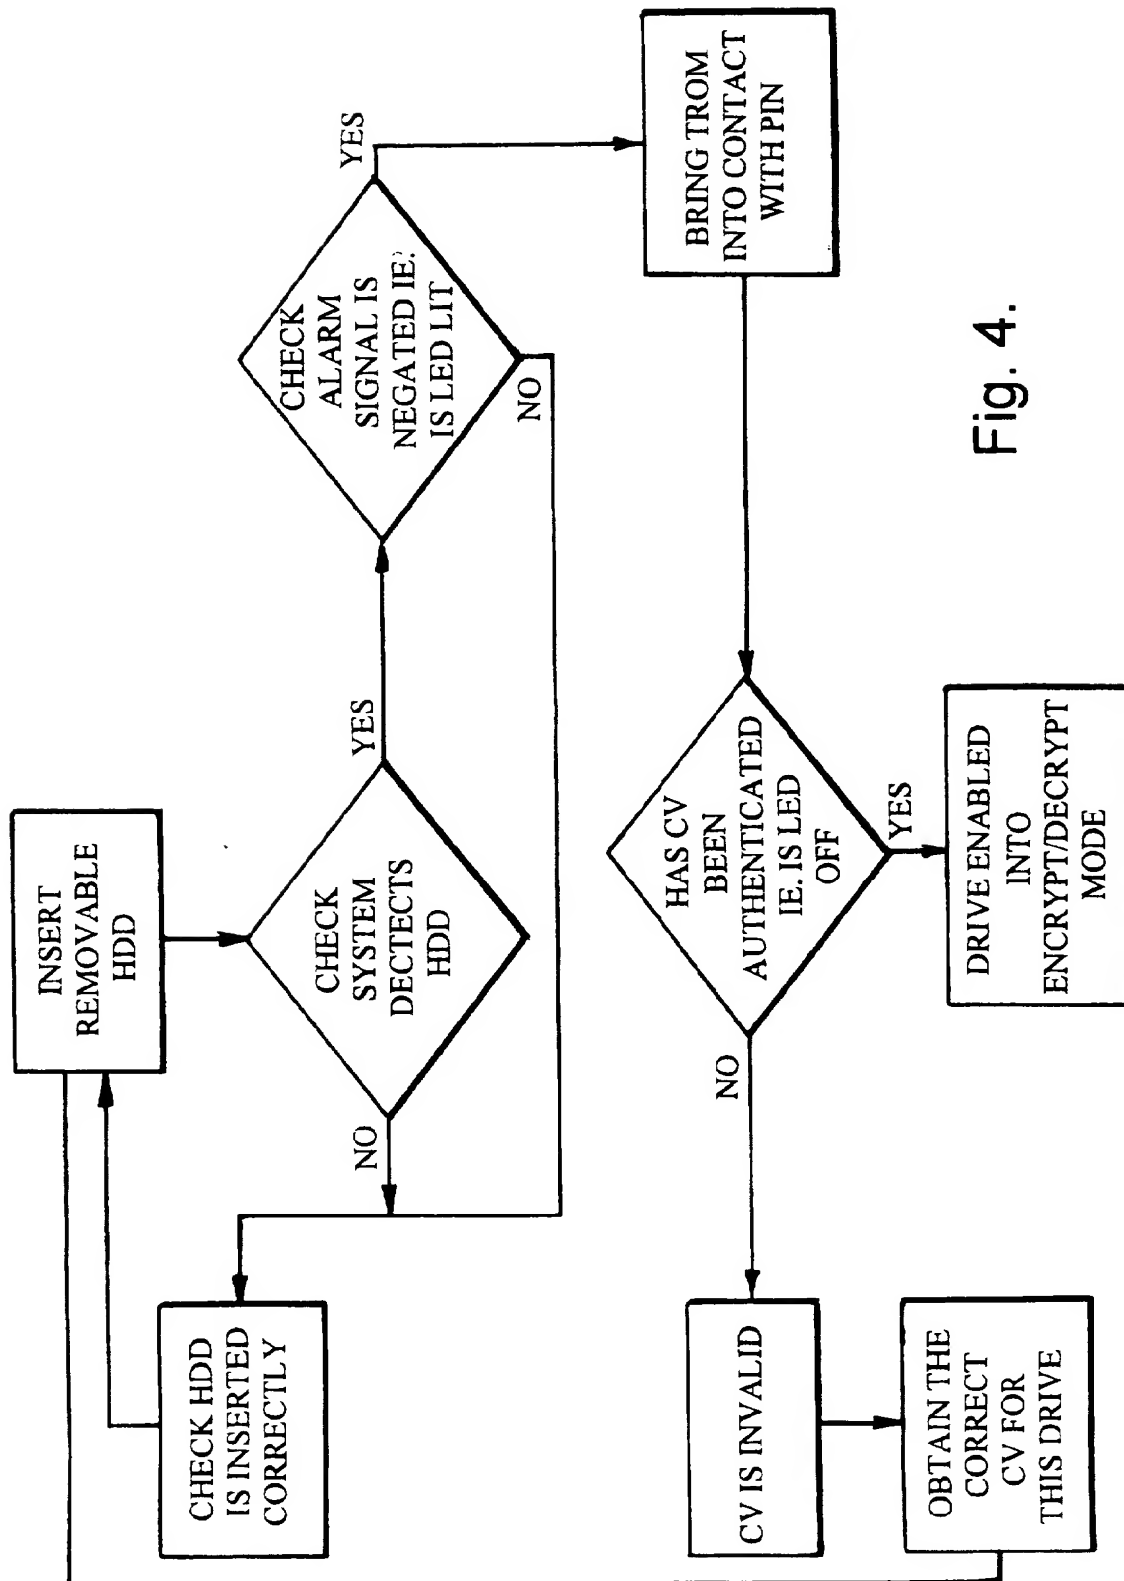 INSERT
REMOVABLE
HDD
CHECK
SYSTEM
DECTECTS
HDD
YES
NO
CHECK HDD
IS INSERTED
CORRECTLY
CHECK
ALARM
SIGNAL IS
NEGATED IE.
IS LED LIT
YES
NO
BRING TROM
INTO CONTACT
WITH PIN
HAS CV
BEEN
AUTHENTICATED
IE. IS LED
OFF
YES
NO
DRIVE ENABLED
INTO
ENCRYPT/DECRYPT
MODE
CV IS INVALID
OBTAIN THE
CORRECT
CV FOR
THIS DRIVE
Fig. 4.